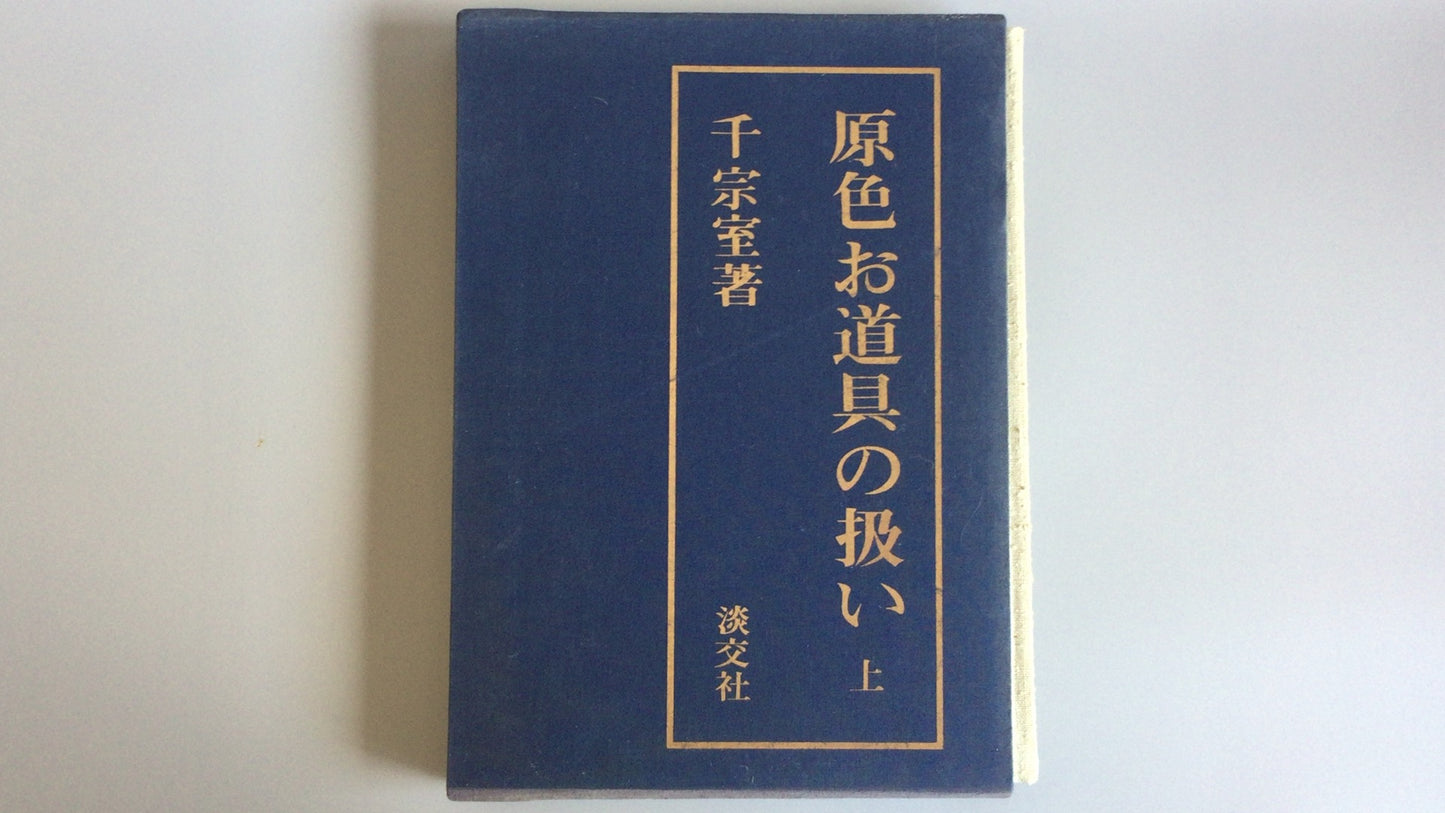 原色お道具の扱い 上
千宗室著
淡交社